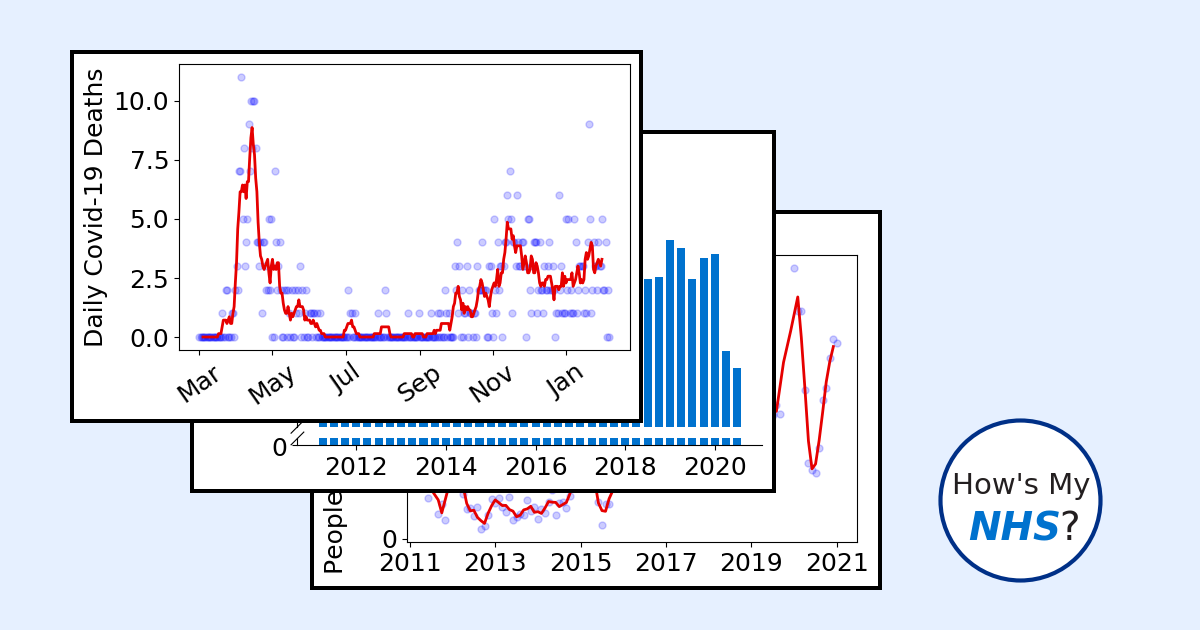 Daily Covid-19 Deaths
10.0
7.5
5.0
2.5
0.0
Mar May Jul Sep Nov Jan
0
2012 2014 2016 2018 2020
People
0
2011 2013 2015 2017 2019 2021
How's My
NHS?